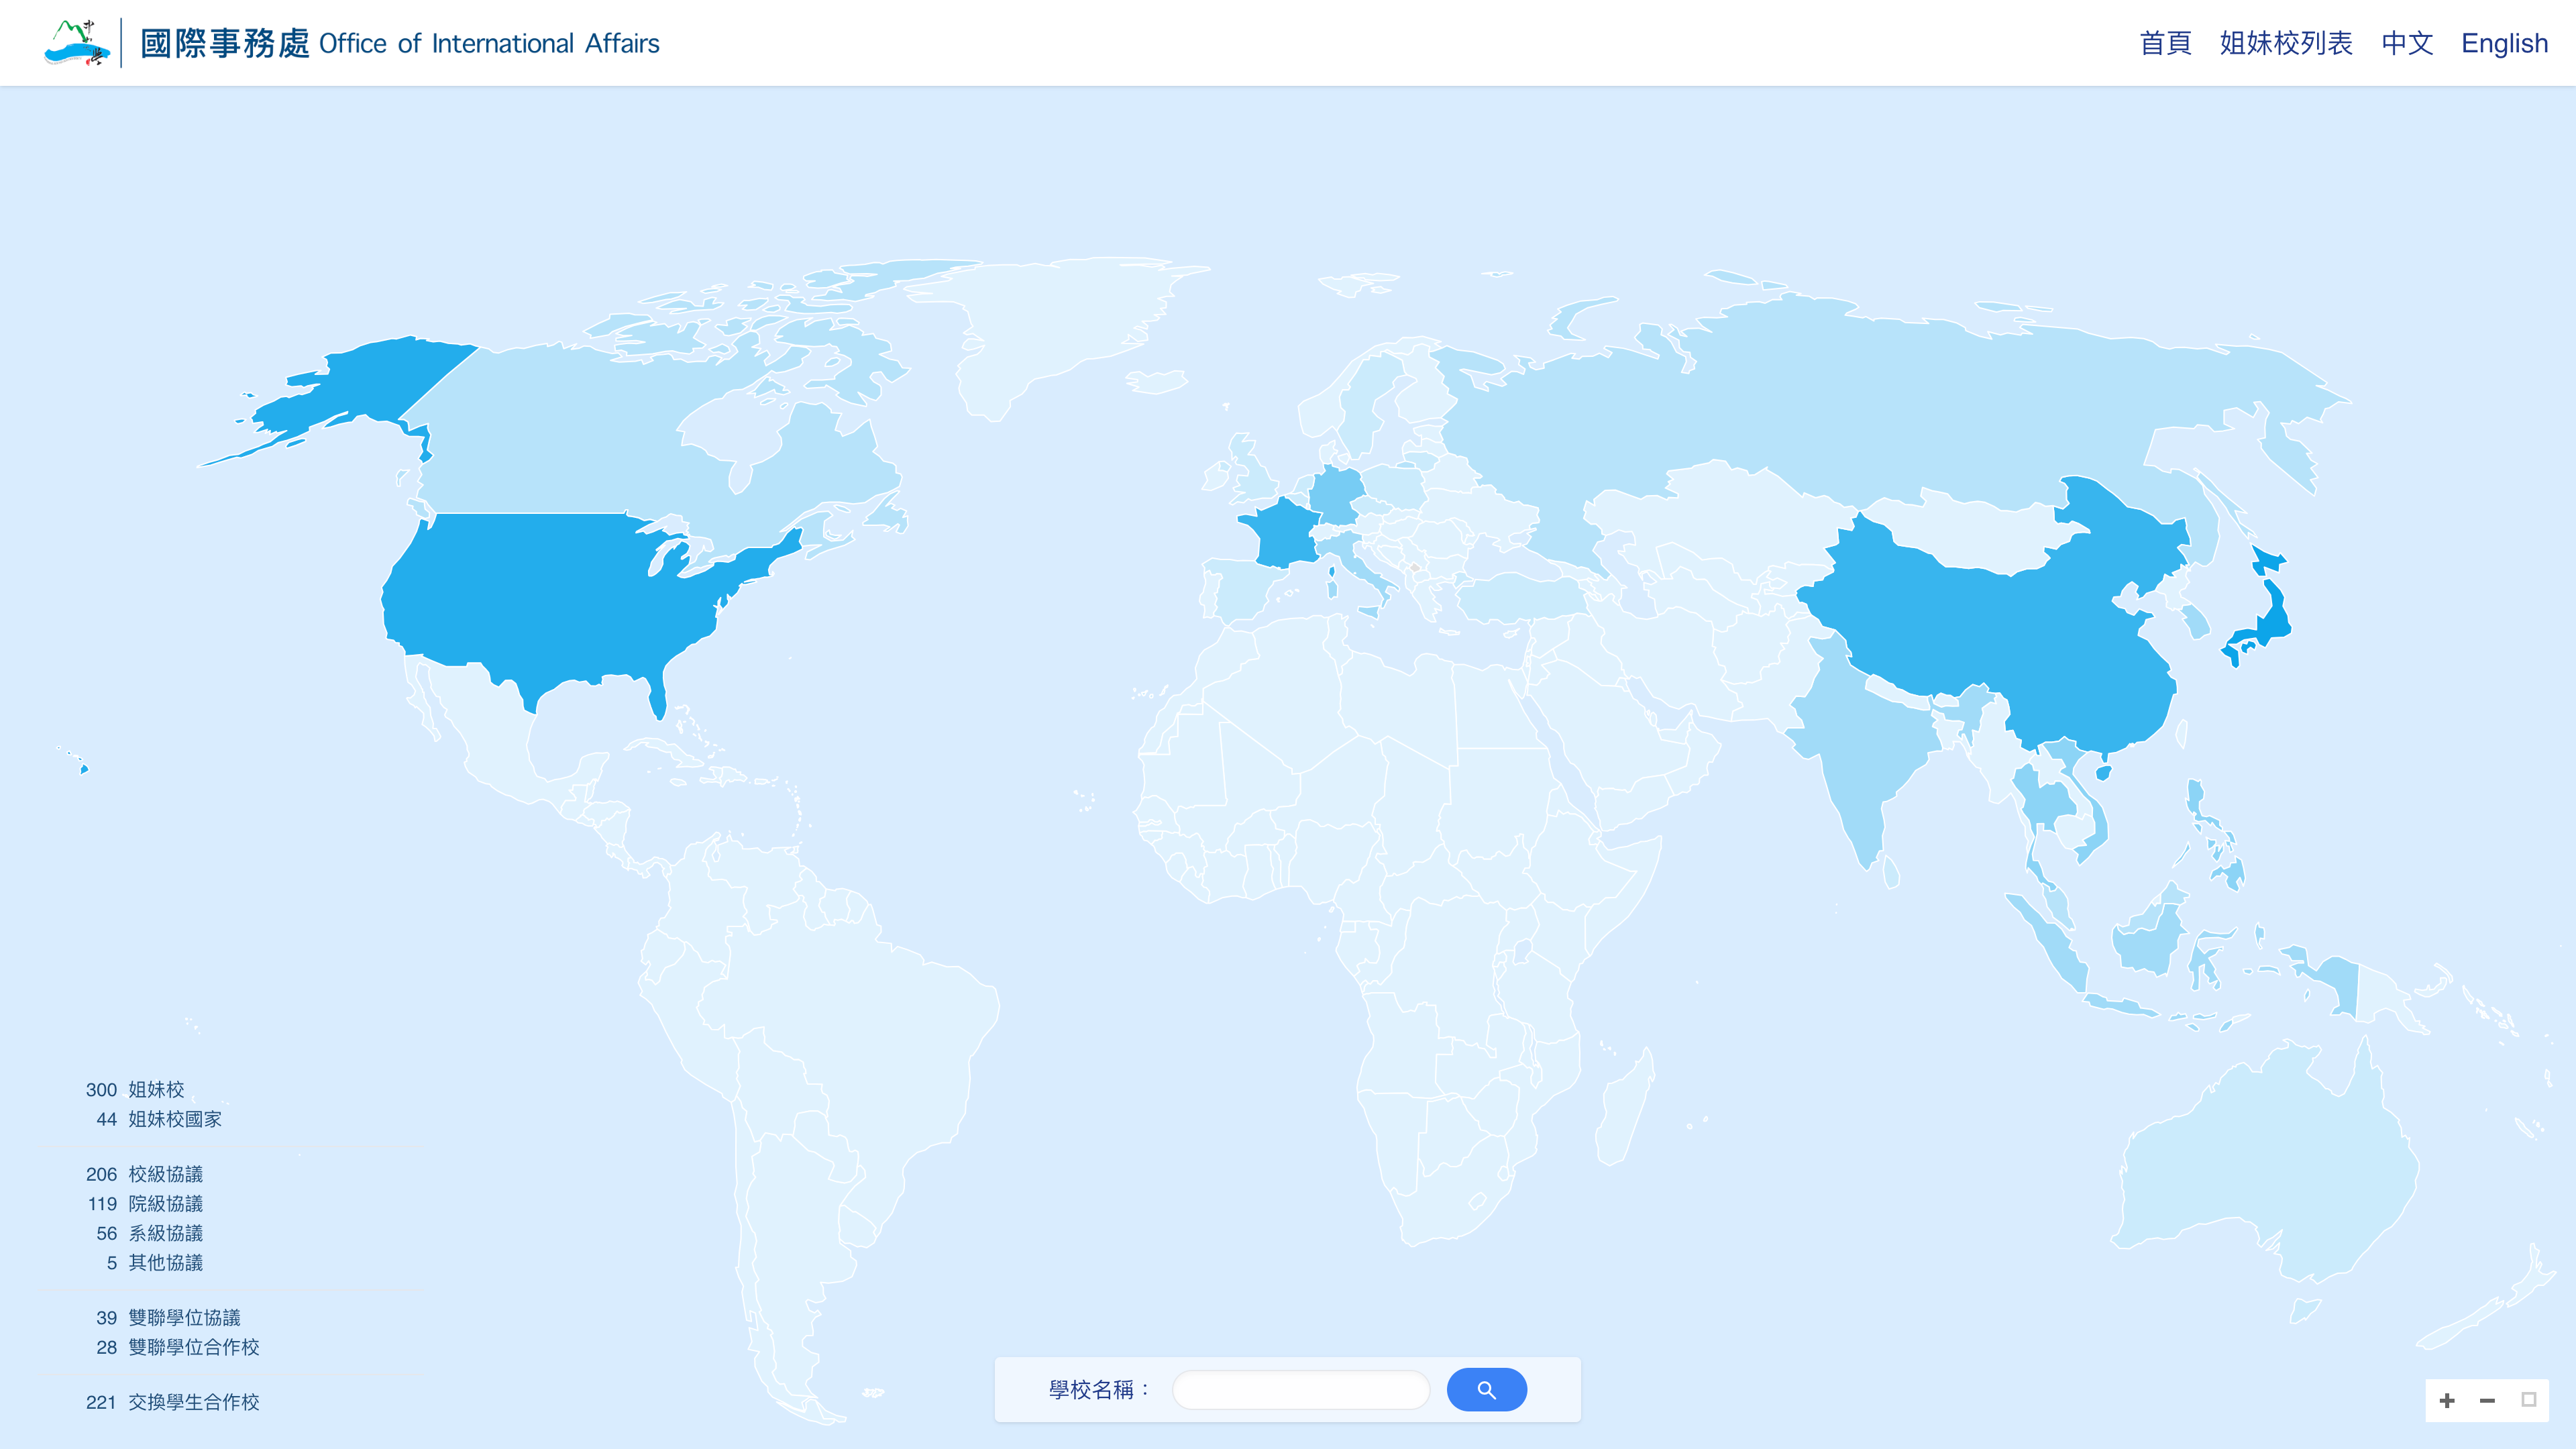 國際事務處 Office of International Affairs
首頁 姐妹校列表 中文 English
300 姐妹校
44 姐妹校國家
206 校級協議
119 院級協議
56 系級協議
5 其他協議
39 雙聯學位協議
28 雙聯學位合作校
221 交換學生合作校
學校名稱：